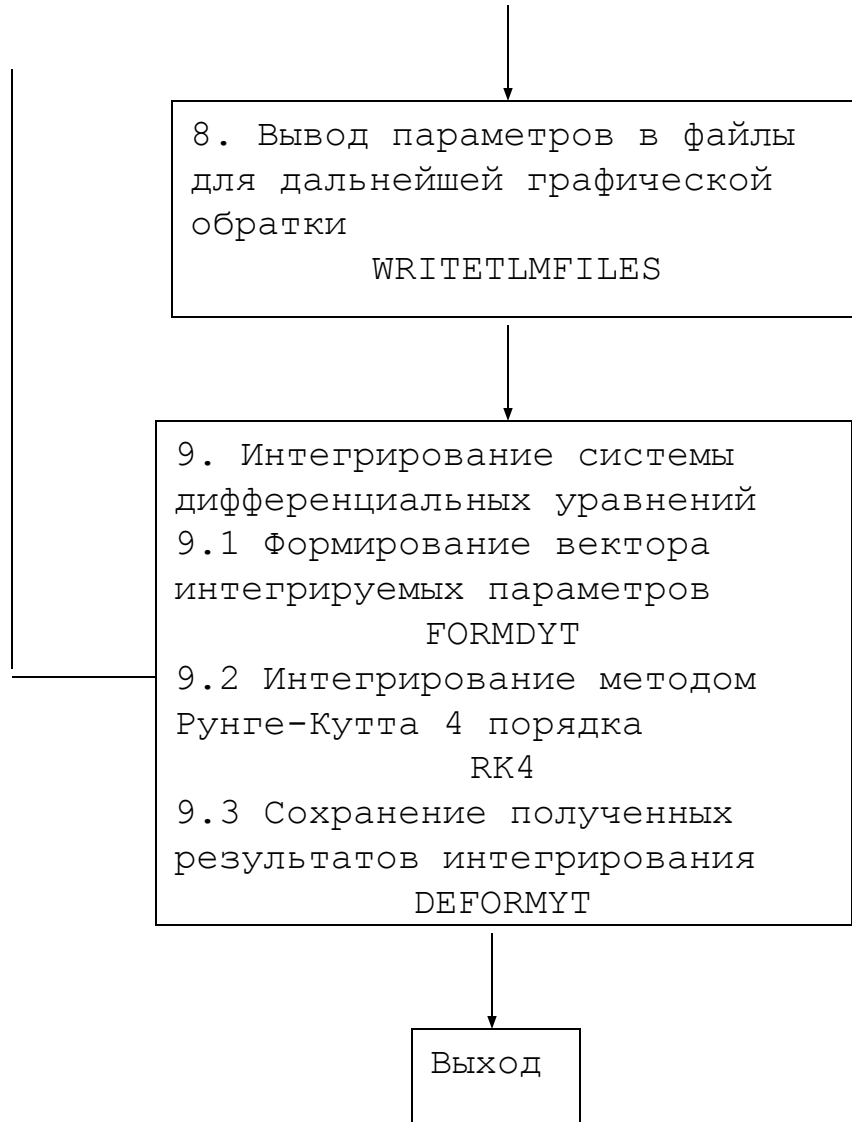 8. Вывод параметров в файлы
для дальнейшей графической
обратки
WRITETLMFILES
9. Интегрирование системы
дифференциальных уравнений
9.1 Формирование вектора
интегрируемых параметров
FORMDYT
9.2 Интегрирование методом
Рунге-Кутта 4 порядка
RK4
9.3 Сохранение полученных
результатов интегрирования
DEFORMYT
Выход